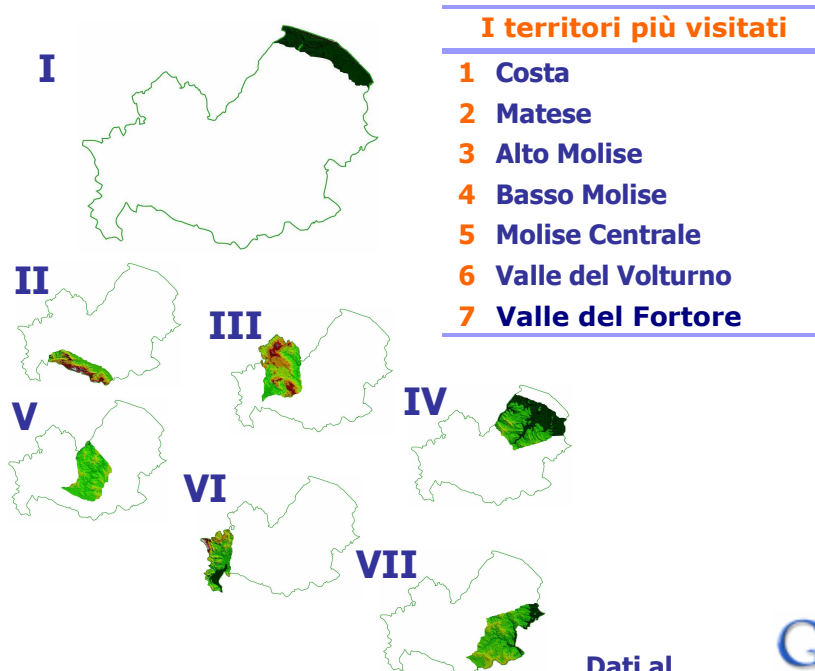 I territori più visitati
I
1 Costa
2 Matese
3 Alto Molise
4 Basso Molise
5 Molise Centrale
6 Valle del Volturno
7 Valle del Fortore
II
III
IV
V
VI
VII
Dati al
G